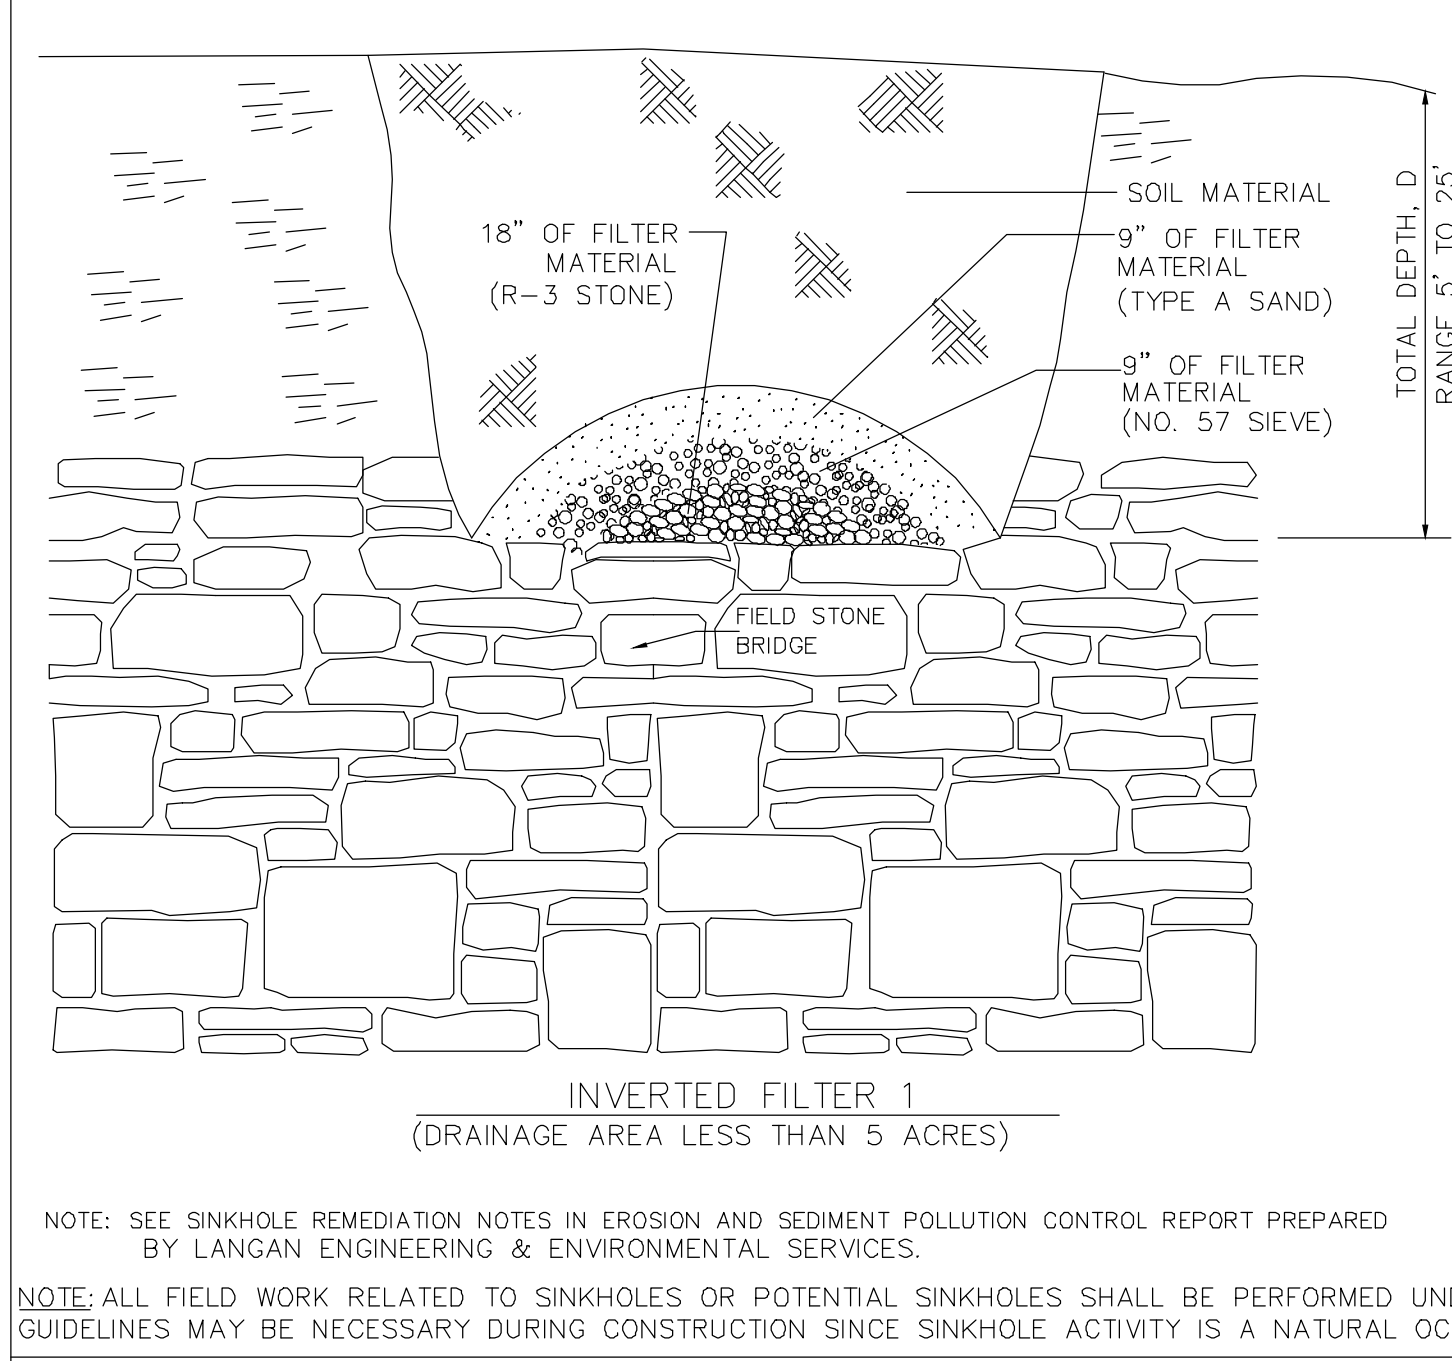 SOIL MATERIAL
18" OF FILTER
MATERIAL
(R-3 STONE)
9" OF FILTER
MATERIAL
(TYPE A SAND)
9" OF FILTER
MATERIAL
(NO. 57 SIEVE)
TOTAL DEPTH, D
RANGE 5' TO 25'
FIELD STONE
BRIDGE
INVERTED FILTER 1
(DRAINAGE AREA LESS THAN 5 ACRES)
NOTE: SEE SINKHOLE REMEDIATION NOTES IN EROSION AND SEDIMENT POLLUTION CONTROL REPORT PREPARED
BY LANGAN ENGINEERING & ENVIRONMENTAL SERVICES.
NOTE: ALL FIELD WORK RELATED TO SINKHOLES OR POTENTIAL SINKHOLES SHALL BE PERFORMED
GUIDELINES MAY BE NECESSARY DURING CONSTRUCTION SINCE SINKHOLE ACTIVITY IS A NATURAL